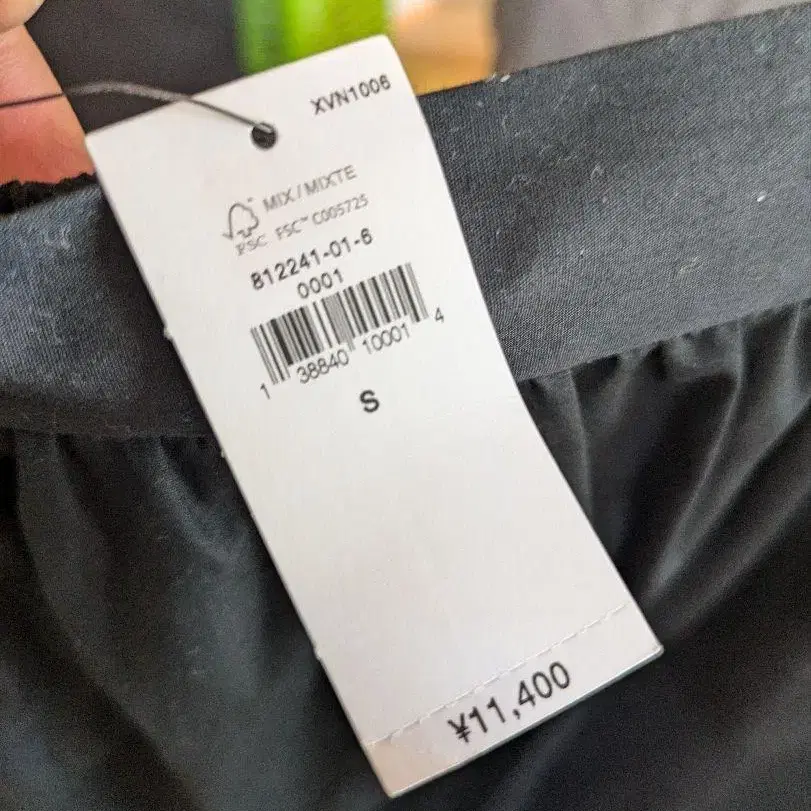 XVN1006
MIX/MIXTE
FSC FSC™ C005725
812241-01-6
0001
1 38840 10001 4
S
¥11,400